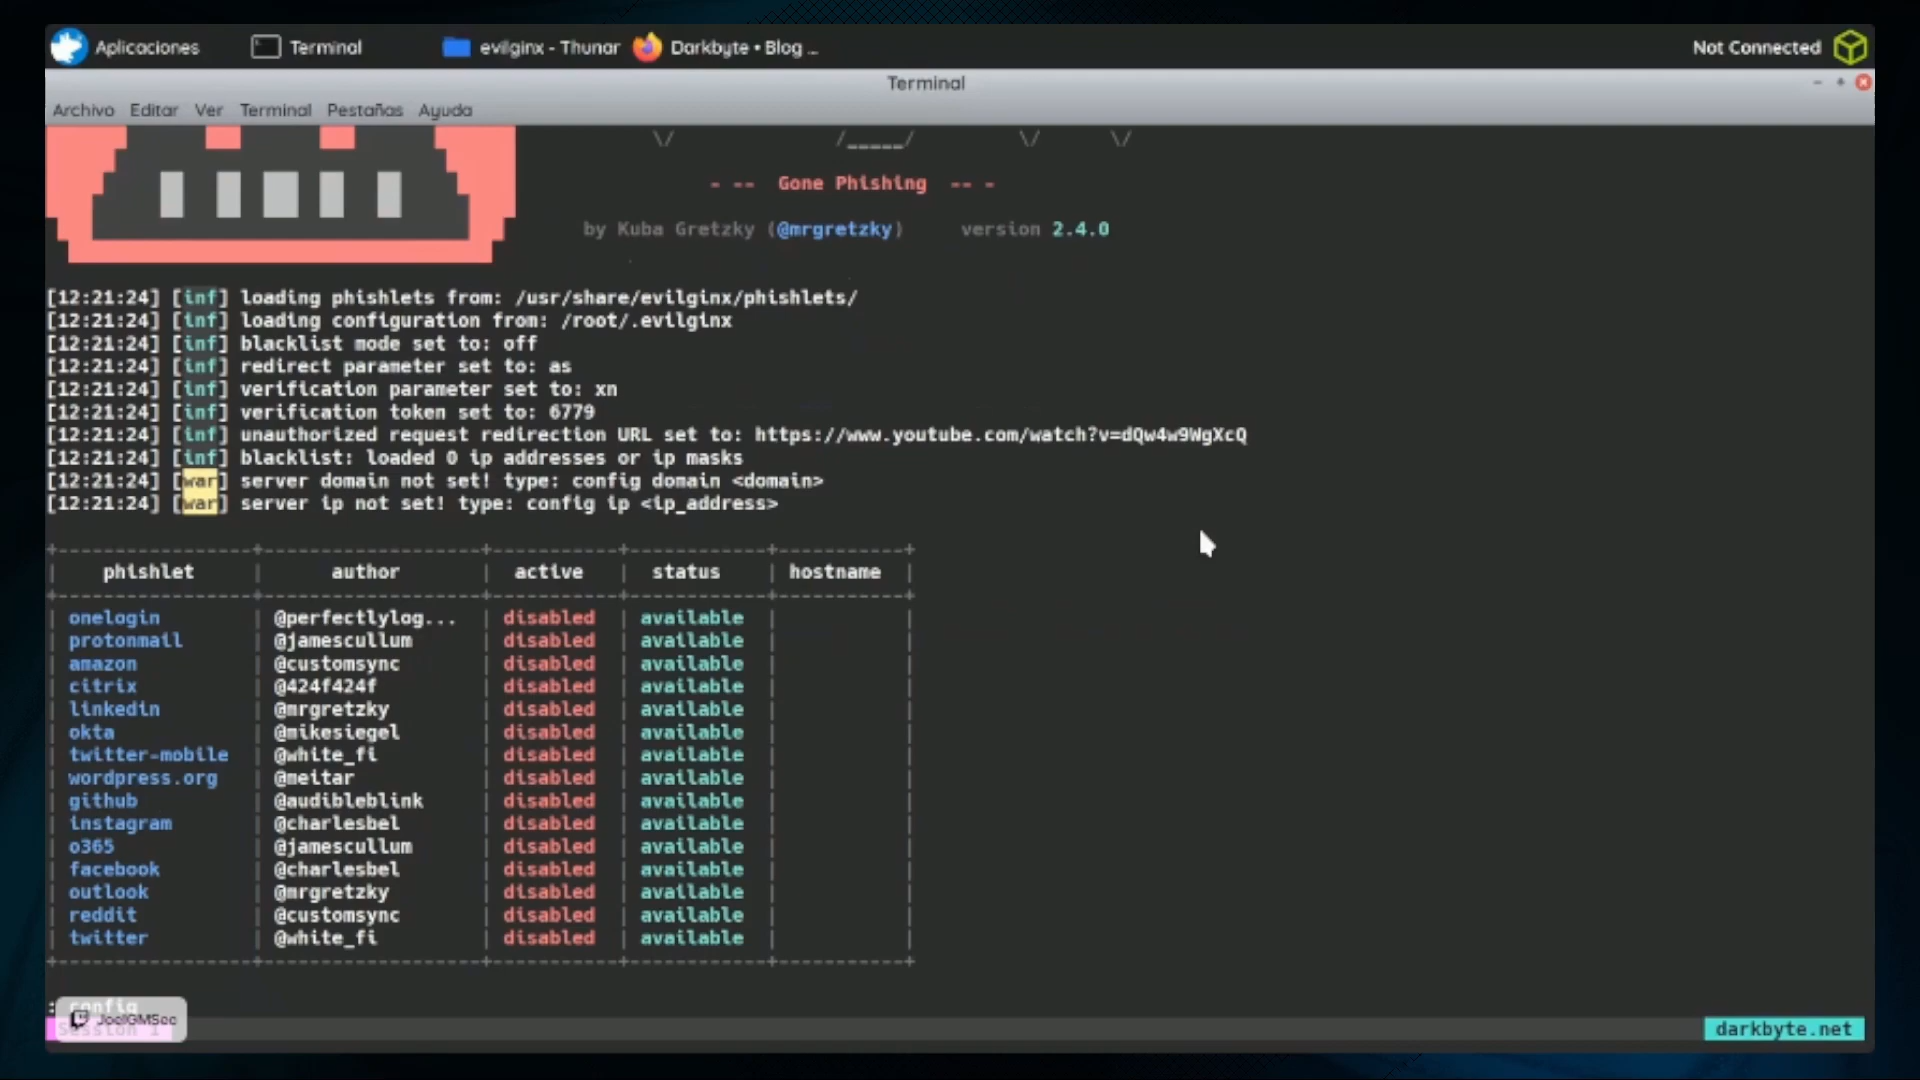 Aplicaciones Terminal evilginx - Thunar Darkbyte • Blog ... Not Connected
Terminal
Archivo Editar Ver Terminal Pestañas Ayuda
- -- Gone Phishing -- -
by Kuba Gretzky (@mrgretzky) version 2.4.0
[12:21:24] [inf] loading phishlets from: /usr/share/evilginx/phishlets/
[12:21:24] [inf] loading configuration from: /root/.evilginx
[12:21:24] [inf] blacklist mode set to: off
[12:21:24] [inf] redirect parameter set to: as
[12:21:24] [inf] verification parameter set to: xn
[12:21:24] [inf] verification token set to: 6779
[12:21:24] [inf] unauthorized request redirection URL set to: https://www.youtube.com/watch?v=dQw4w9WgXcQ
[12:21:24] [inf] blacklist: loaded 0 ip addresses or ip masks
[12:21:24] [war] server domain not set! type: config domain <domain>
[12:21:24] [war] server ip not set! type: config ip <ip_address>
phishlet author active status hostname
onelogin @perfectlylog... disabled available
protonmail @jamescullum disabled available
amazon @customsync disabled available
citrix @424f424f disabled available
linkedin @mrgretzky disabled available
okta @mikesiegel disabled available
twitter-mobile @white_fi disabled available
wordpress.org @meitar disabled available
github @audibleblink disabled available
instagram @charlesbel disabled available
o365 @jamescullum disabled available
facebook @charlesbel disabled available
outlook @mrgretzky disabled available
reddit @customsync disabled available
twitter @white_fi disabled available
: config
JoelGMSec
Session 1 darkbyte.net